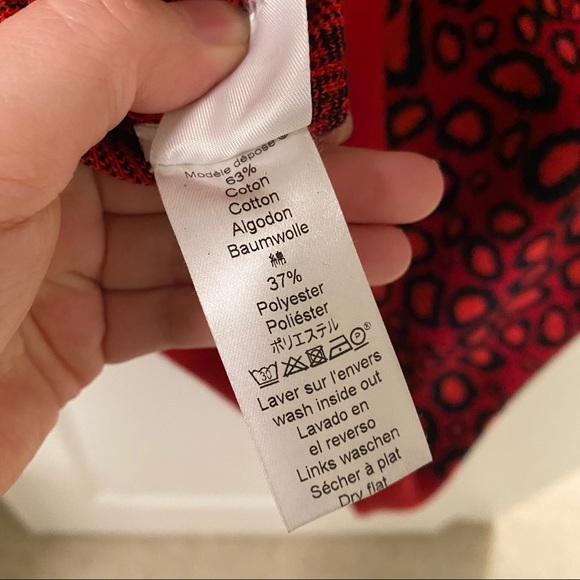 Modèle déposé ®
63%
Coton
Cotton
Algodon
Baumwolle
綿
37%
Polyester
Poliéster
ポリエステル
30 P ®
Laver sur l'envers
wash inside out
Lavado en
el reverso
Links waschen
Sécher à plat
Dry flat